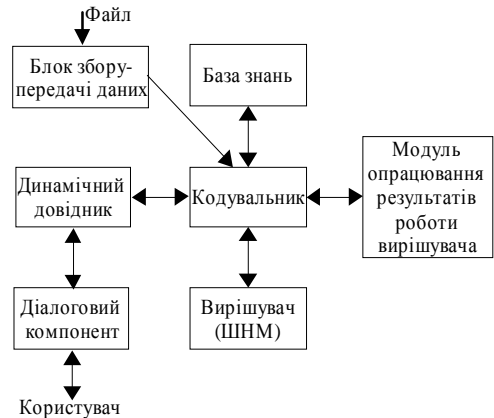 Файл
Блок збору-
передачі даних
База знань
Динамічний
довідник
Кодувальник
Модуль
опрацювання
результатів
роботи
вирішувача
Діалоговий
компонент
Вирішувач
(ШНМ)
Користувач